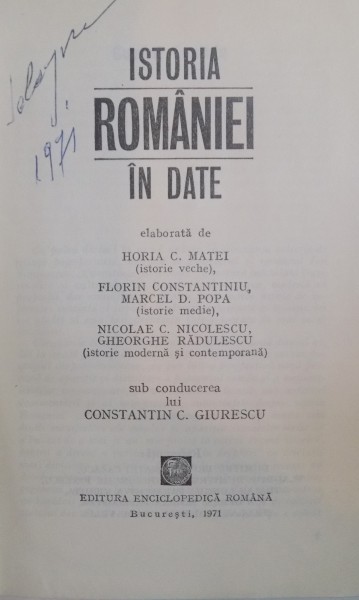 1971
ISTORIA
ROMÂNIEI
ÎN DATE
elaborată de
HORIA C. MATEI
(istorie veche),
FLORIN CONSTANTINIU,
MARCEL D. POPA
(istorie medie),
NICOLAE C. NICOLESCU,
GHEORGHE RĂDULESCU
(istorie modernă și contemporană)
sub conducerea
lui
CONSTANTIN C. GIURESCU
EDITURA ENCICLOPEDICĂ ROMÂNĂ
București, 1971